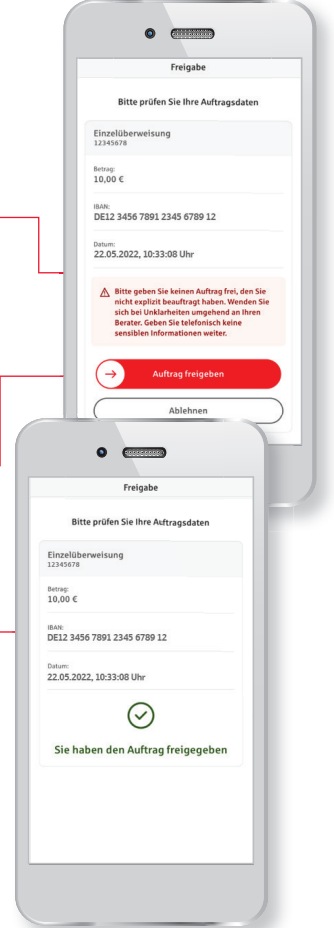 Freigabe
Bitte prüfen Sie Ihre Auftragsdaten
Einzelüberweisung
12345678
Betrag:
10,00 €
IBAN:
DE12 3456 7891 2345 6789 12
Datum:
22.05.2022, 10:33:08 Uhr
Bitte geben Sie keinen Auftrag frei, den Sie
nicht explizit beauftragt haben. Wenden Sie
sich bei Unklarheiten umgehend an Ihren
Berater. Geben Sie telefonisch keine
sensiblen Informationen weiter.
Auftrag freigeben
Ablehnen
Freigabe
Bitte prüfen Sie Ihre Auftragsdaten
Einzelüberweisung
12345678
Betrag:
10,00 €
IBAN:
DE12 3456 7891 2345 6789 12
Datum:
22.05.2022, 10:33:08 Uhr
Sie haben den Auftrag freigegeben